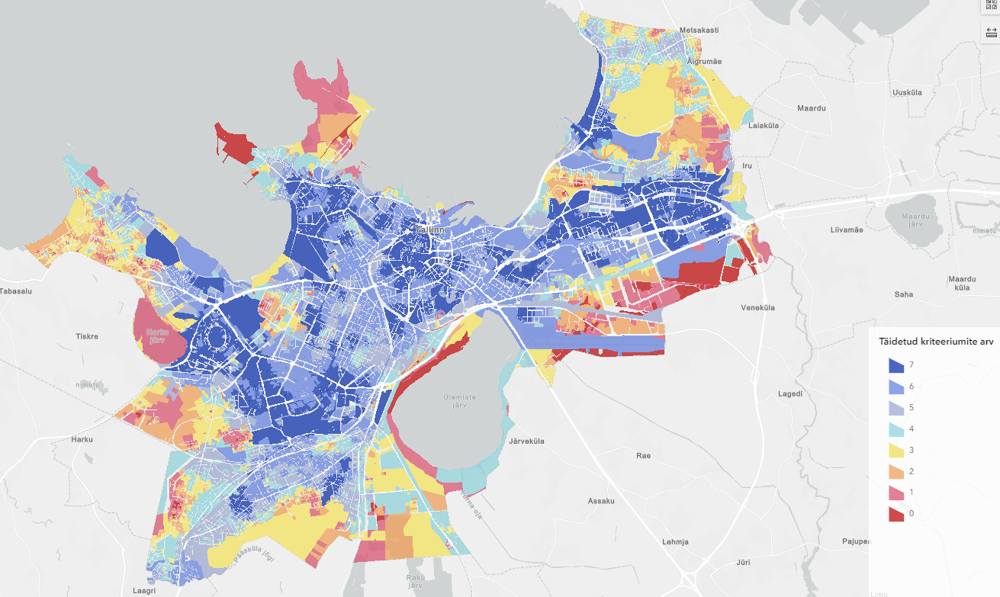 Metsakasti
Äigrumäe
Uusküla
Maardu
Laiaküla
Iru
Maardu
järv
Liivamäe
nimetu
Tallinn
Tabasalu
Maardu
küla
Saha
Veneküla
Tiskre
Harku
järv
Täidetud kriteeriumite arv
7
6
5
4
3
2
1
0
nimetu
Ülemiste
järv
Lagedi
Harku
Järveküla
Rae
Assaku
Pääsküla jõgi
Lehmja
Pajupea
Jüri
Laagri
Raku
järv
Limu